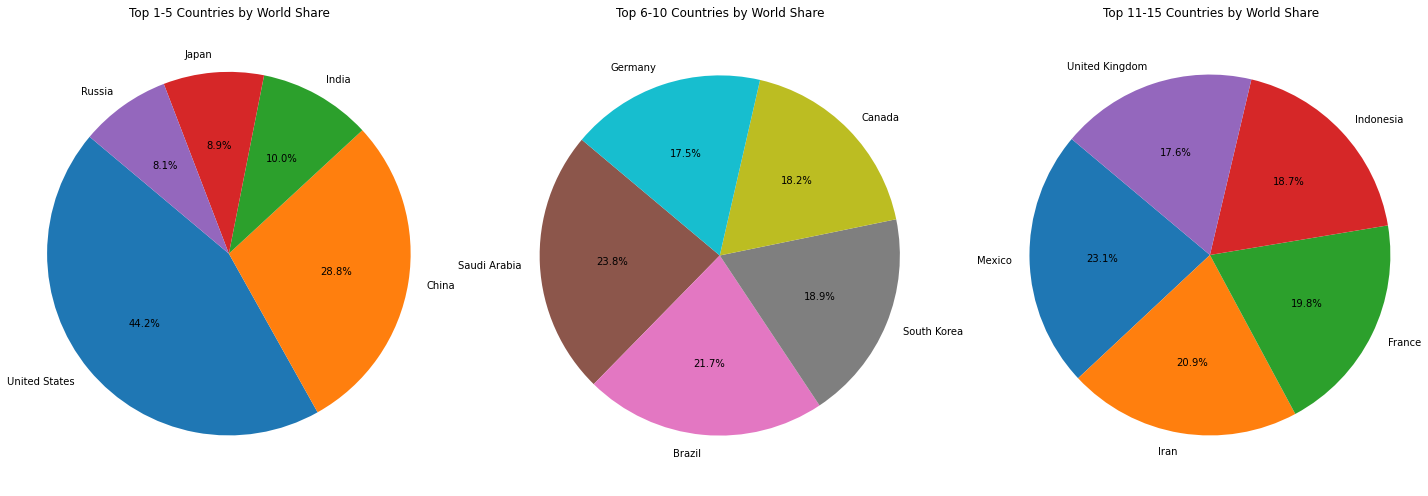 Top 1-5 Countries by World Share
Japan
India
Russia
8.9%
10.0%
8.1%
28.8%
China
44.2%
United States
Top 6-10 Countries by World Share
Germany
Canada
17.5%
18.2%
Saudi Arabia
23.8%
18.9%
South Korea
21.7%
Brazil
Top 11-15 Countries by World Share
United Kingdom
Indonesia
17.6%
18.7%
Mexico
23.1%
19.8%
France
20.9%
Iran